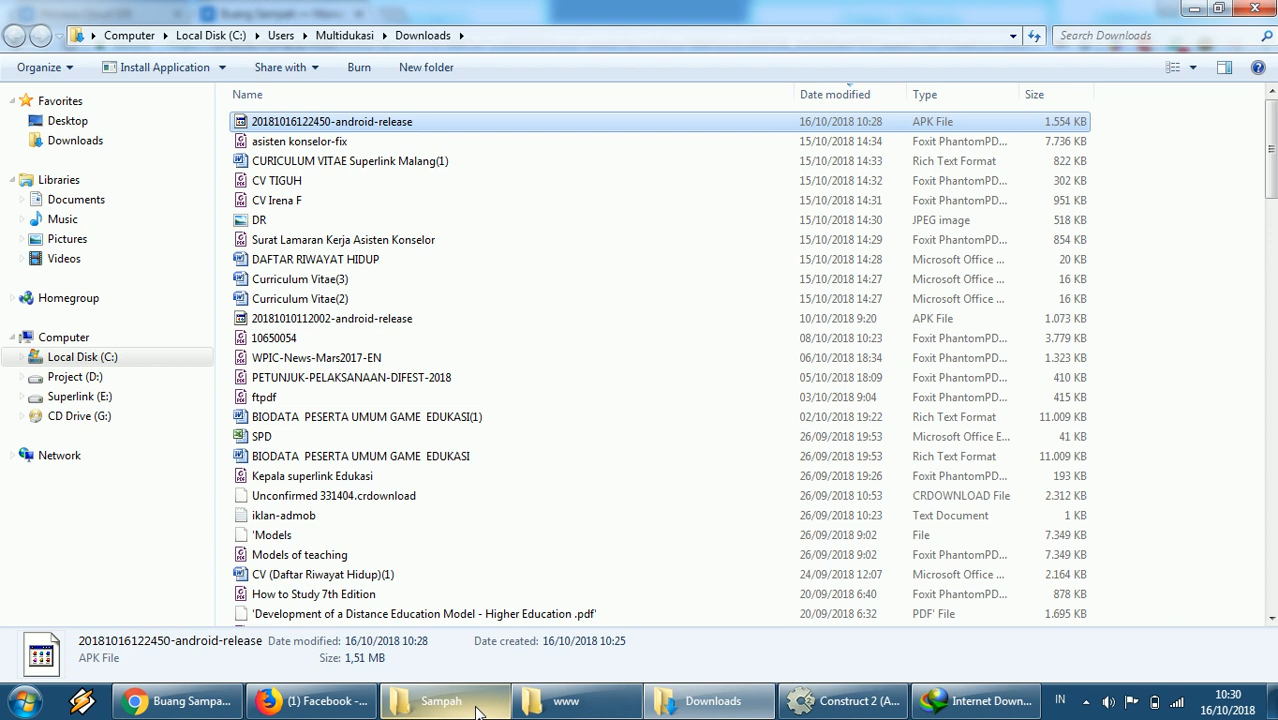 Buang Sampah
Computer Local Disk (C:) Users Multidukasi Downloads Search Downloads
Organize Install Application Share with Burn New folder
Name Date modified Type Size
Favorites
Desktop
Downloads
Libraries
Documents
Music
Pictures
Videos
Homegroup
Computer
Local Disk (C:)
Project (D:)
Superlink (E:)
CD Drive (G:)
Network
20181016122450-android-release 16/10/2018 10:28 APK File 1.554 KB
asisten konselor-fix 15/10/2018 14:34 Foxit PhantomPD... 7.736 KB
CURICULUM VITAE Superlink Malang(1) 15/10/2018 14:33 Rich Text Format 822 KB
CV TIGUH 15/10/2018 14:32 Foxit PhantomPD... 302 KB
CV Irena F 15/10/2018 14:31 Foxit PhantomPD... 951 KB
DR 15/10/2018 14:30 JPEG image 518 KB
Surat Lamaran Kerja Asisten Konselor 15/10/2018 14:29 Foxit PhantomPD... 854 KB
DAFTAR RIWAYAT HIDUP 15/10/2018 14:28 Microsoft Office ... 20 KB
Curriculum Vitae(3) 15/10/2018 14:27 Microsoft Office ... 16 KB
Curriculum Vitae(2) 15/10/2018 14:27 Microsoft Office ... 16 KB
20181010112002-android-release 10/10/2018 9:20 APK File 1.073 KB
10650054 08/10/2018 10:23 Foxit PhantomPD... 3.779 KB
WPIC-News-Mars2017-EN 06/10/2018 18:34 Foxit PhantomPD... 1.323 KB
PETUNJUK-PELAKSANAAN-DIFEST-2018 05/10/2018 18:09 Foxit PhantomPD... 410 KB
ftpdf 03/10/2018 9:04 Foxit PhantomPD... 415 KB
BIODATA PESERTA UMUM GAME EDUKASI(1) 02/10/2018 19:22 Rich Text Format 11.009 KB
SPD 26/09/2018 19:53 Microsoft Office E... 41 KB
BIODATA PESERTA UMUM GAME EDUKASI 26/09/2018 19:53 Rich Text Format 11.009 KB
Kepala superlink Edukasi 26/09/2018 19:26 Foxit PhantomPD... 193 KB
Unconfirmed 331404.crdownload 26/09/2018 10:53 CRDOWNLOAD File 2.312 KB
iklan-admob 26/09/2018 10:23 Text Document 1 KB
'Models 26/09/2018 9:02 File 7.349 KB
Models of teaching 26/09/2018 9:02 Foxit PhantomPD... 7.349 KB
CV (Daftar Riwayat Hidup)(1) 24/09/2018 12:07 Microsoft Office ... 2.164 KB
How to Study 7th Edition 20/09/2018 6:40 Foxit PhantomPD... 878 KB
'Development of a Distance Education Model - Higher Education .pdf' 20/09/2018 6:32 PDF' File 1.695 KB
20181016122450-android-release Date modified: 16/10/2018 10:28 Date created: 16/10/2018 10:25
APK File Size: 1,51 MB
Buang Sampa... (1) Facebook -... Sampah www Downloads Construct 2 (A... Internet Down... IN 10:30
16/10/2018